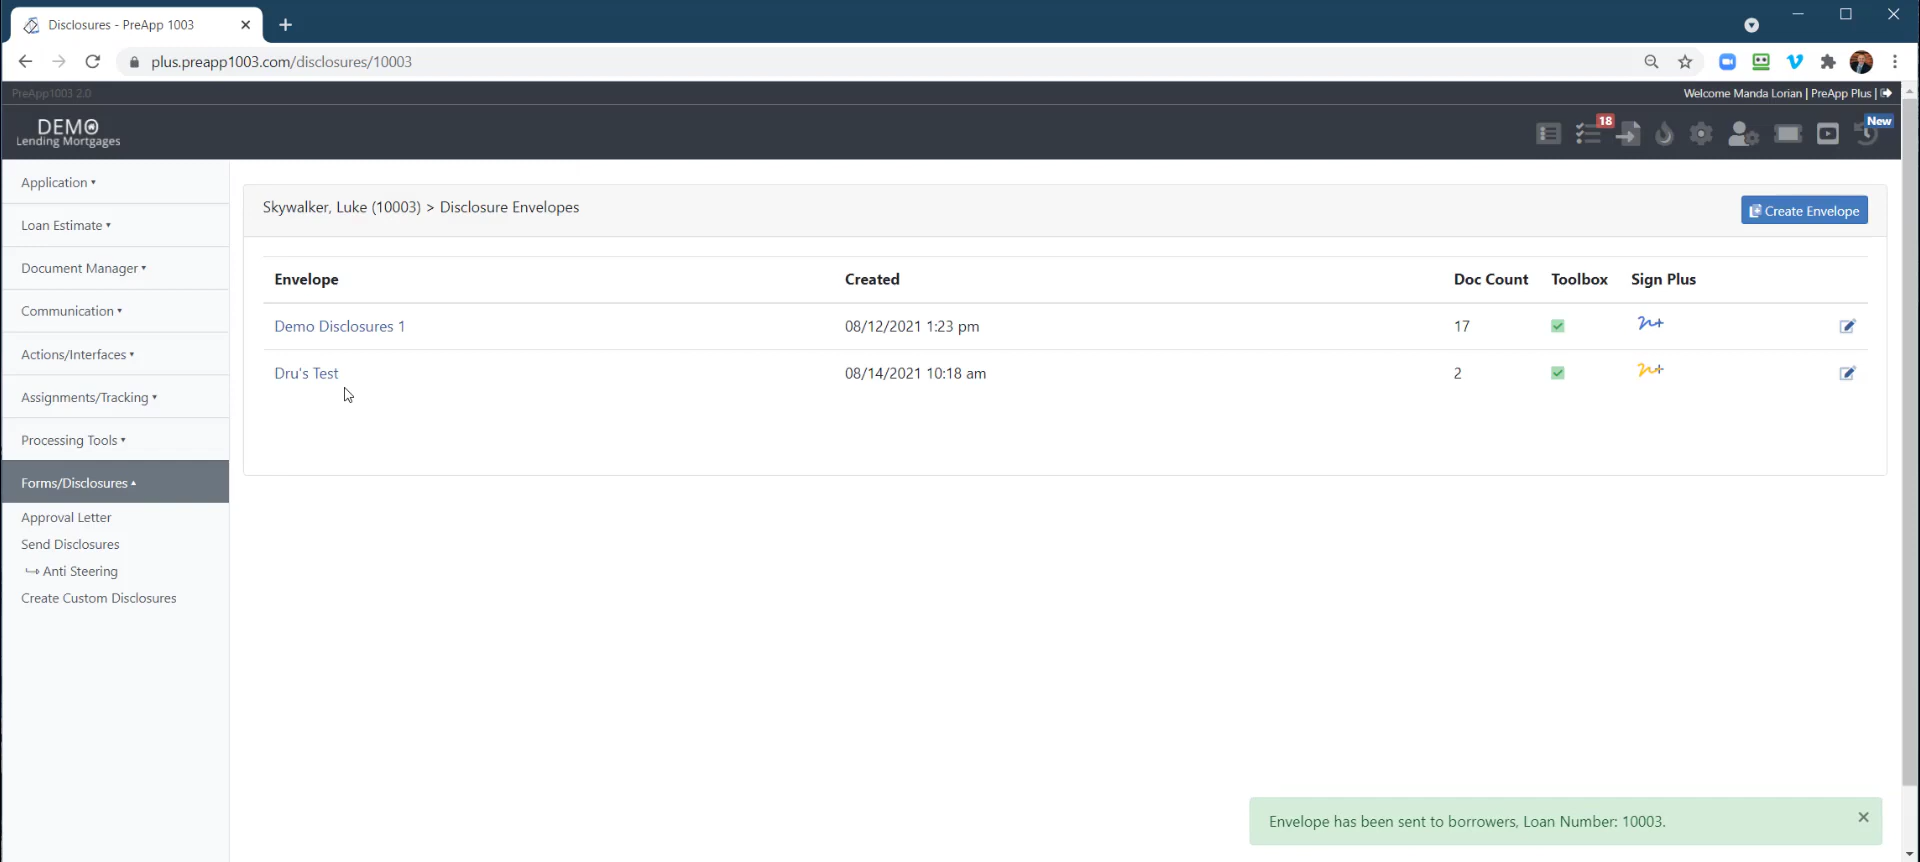 Disclosures - PreApp 1003
plus.preapp1003.com/disclosures/10003
PreApp1003 2.0
Welcome Manda Lorian | PreApp Plus |
DEMO
Lending Mortgages
18
New
Application
Loan Estimate
Document Manager
Communication
Actions/Interfaces
Assignments/Tracking
Processing Tools
Forms/Disclosures
Approval Letter
Send Disclosures
Anti Steering
Create Custom Disclosures
Skywalker, Luke (10003) > Disclosure Envelopes
Create Envelope
Envelope Created Doc Count Toolbox Sign Plus
Demo Disclosures 1 08/12/2021 1:23 pm 17
Dru's Test 08/14/2021 10:18 am 2
Envelope has been sent to borrowers, Loan Number: 10003.